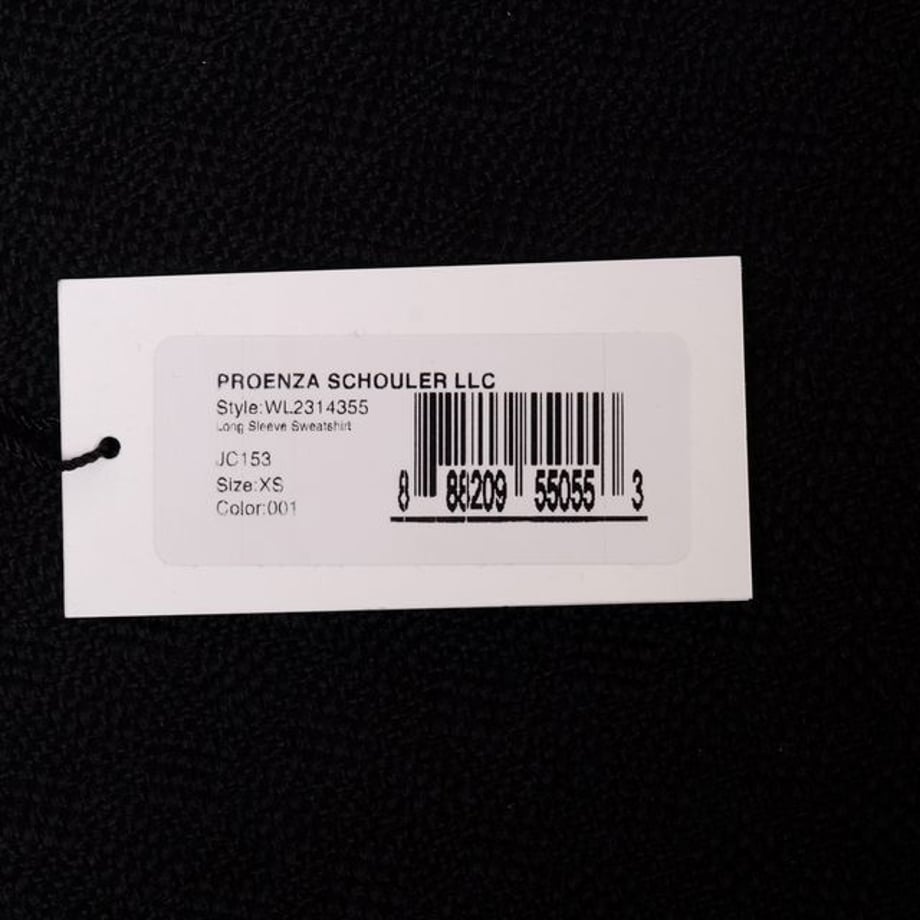 PROENZA SCHOULER LLC
Style:WL2314355
Long Sleeve Sweatshirt
JC153
Size:XS
Color:001
8 88209 55055 3